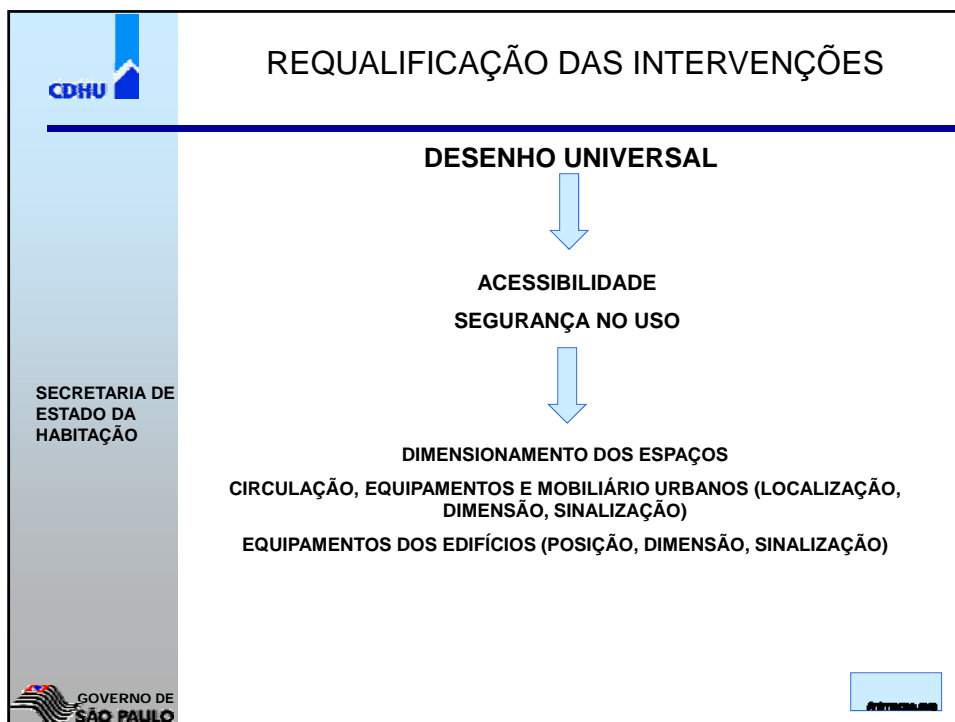 CDHU
REQUALIFICAÇÃO DAS INTERVENÇÕES
DESENHO UNIVERSAL
ACESSIBILIDADE
SEGURANÇA NO USO
SECRETARIA DE
ESTADO DA
HABITAÇÃO
DIMENSIONAMENTO DOS ESPAÇOS
CIRCULAÇÃO, EQUIPAMENTOS E MOBILIÁRIO URBANOS (LOCALIZAÇÃO,
DIMENSÃO, SINALIZAÇÃO)
EQUIPAMENTOS DOS EDIFÍCIOS (POSIÇÃO, DIMENSÃO, SINALIZAÇÃO)
GOVERNO DE
SÃO PAULO